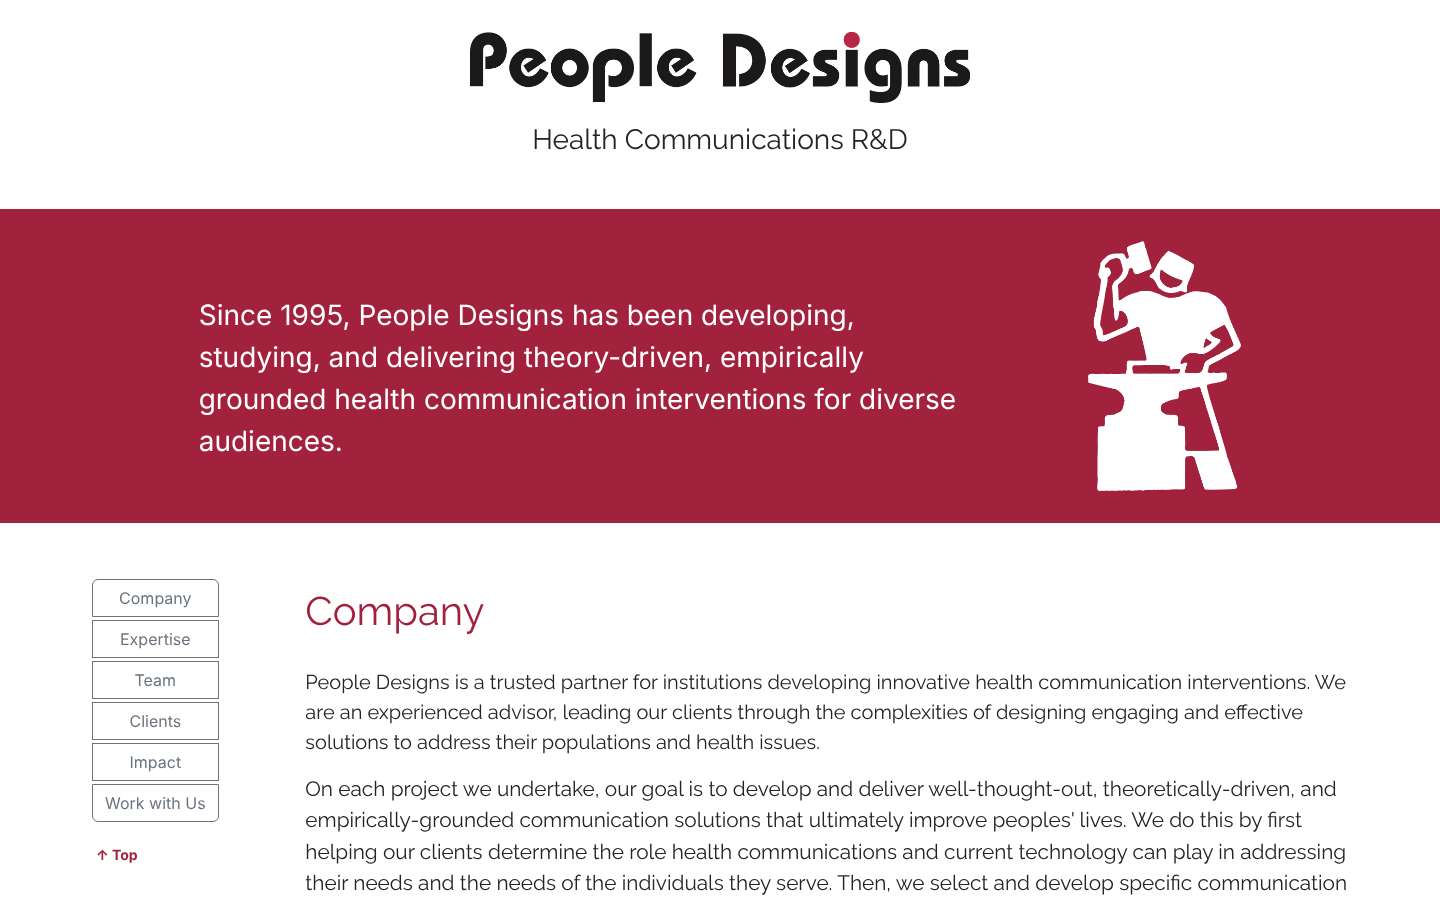 People Designs
Health Communications R&D
Since 1995, People Designs has been developing,
studying, and delivering theory-driven, empirically
grounded health communication interventions for diverse
audiences.
Company
Expertise
Team
Clients
Impact
Work with Us
↑ Top
Company
People Designs is a trusted partner for institutions developing innovative health communication interventions. We
are an experienced advisor, leading our clients through the complexities of designing engaging and effective
solutions to address their populations and health issues.
On each project we undertake, our goal is to develop and deliver well-thought-out, theoretically-driven, and
empirically-grounded communication solutions that ultimately improve peoples' lives. We do this by first
helping our clients determine the role health communications and current technology can play in addressing
their needs and the needs of the individuals they serve. Then, we select and develop specific communication